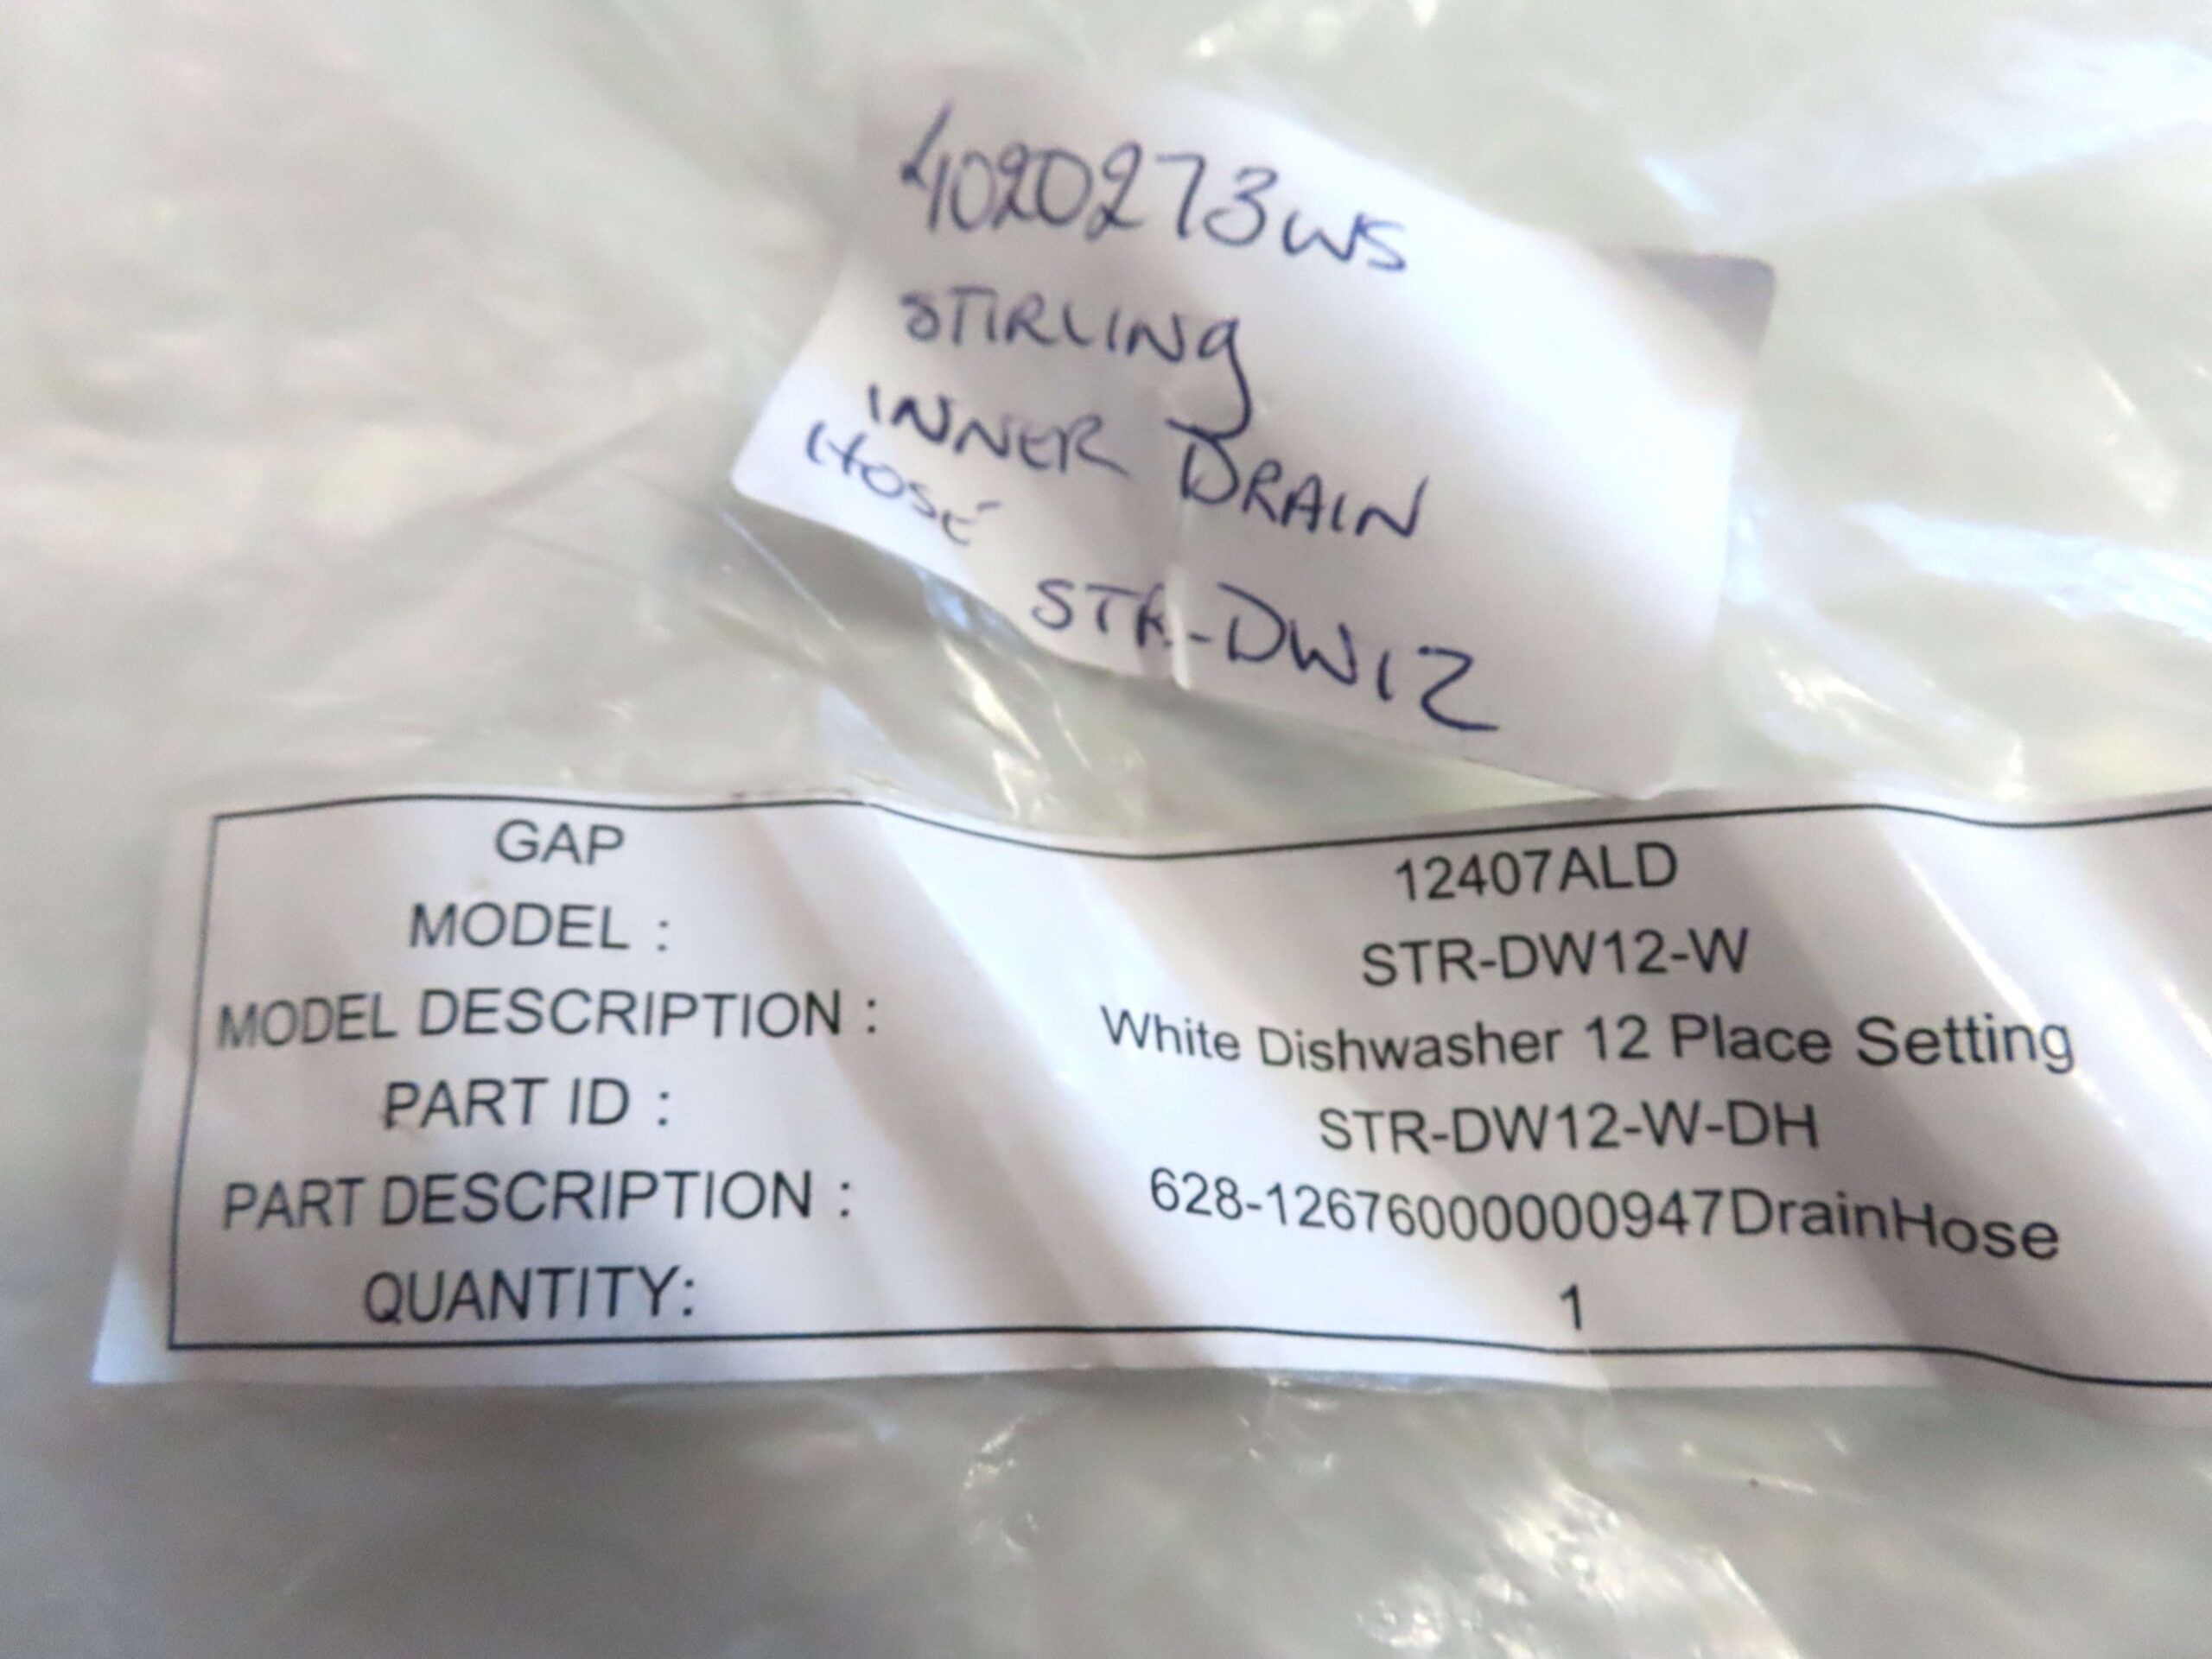 4020273WS
STIRLING
INNER DRAIN
HOSE
STR-DW12
GAP 12407ALD
MODEL : STR-DW12-W
MODEL DESCRIPTION : White Dishwasher 12 Place Setting
PART ID : STR-DW12-W-DH
PART DESCRIPTION : 628-12676000000947DrainHose
QUANTITY: 1